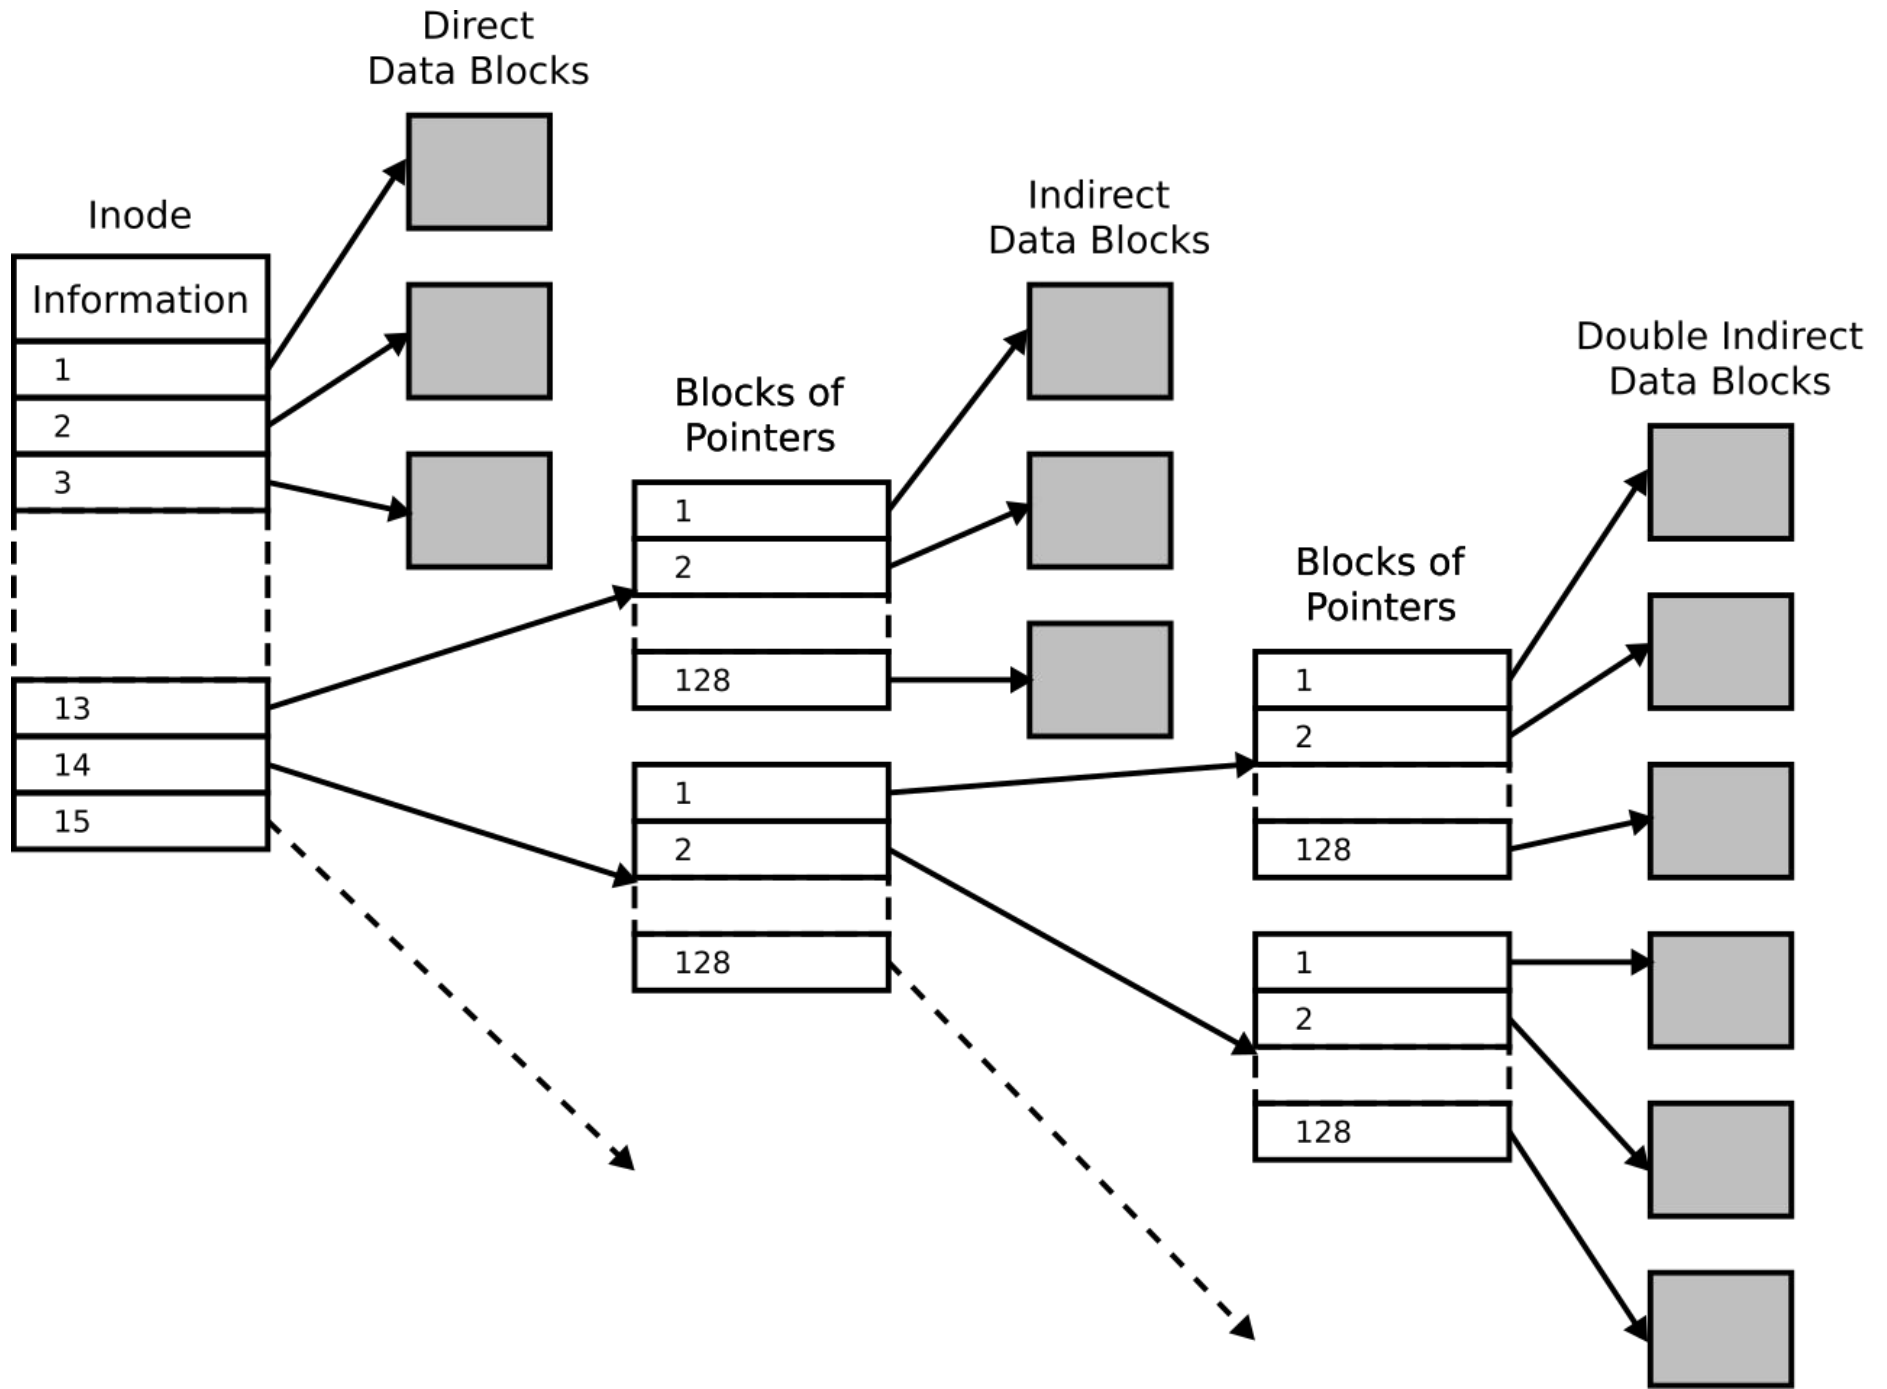 Direct
Data Blocks
Inode
Information
1
2
3
13
14
15
Blocks of
Pointers
1
2
128
1
2
128
Indirect
Data Blocks
Blocks of
Pointers
1
2
128
1
2
128
Double Indirect
Data Blocks